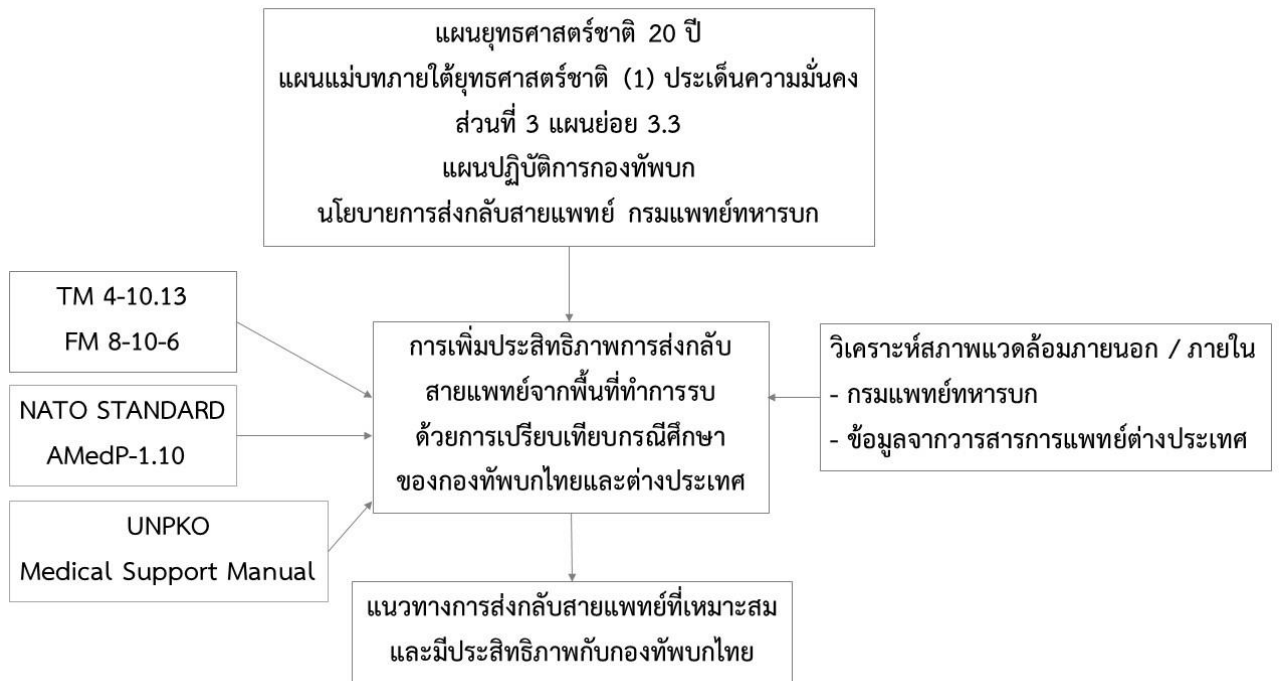 แผนยุทธศาสตร์ชาติ 20 ปี
แผนแม่บทภายใต้ยุทธศาสตร์ชาติ (1) ประเด็นความมั่นคง
ส่วนที่ 3 แผนย่อย 3.3
แผนปฏิบัติการกองทัพบก
นโยบายการส่งกลับสายแพทย์ กรมแพทย์ทหารบก
TM 4-10.13
FM 8-10-6
NATO STANDARD
AMedP-1.10
UNPKO
Medical Support Manual
การเพิ่มประสิทธิภาพการส่งกลับ
สายแพทย์จากพื้นที่ทำการรบ
ด้วยการเปรียบเทียบกรณีศึกษา
ของกองทัพบกไทยและต่างประเทศ
วิเคราะห์สภาพแวดล้อมภายนอก / ภายใน
- กรมแพทย์ทหารบก
- ข้อมูลจากวารสารการแพทย์ต่างประเทศ
แนวทางการส่งกลับสายแพทย์ที่เหมาะสม
และมีประสิทธิภาพกับกองทัพบกไทย